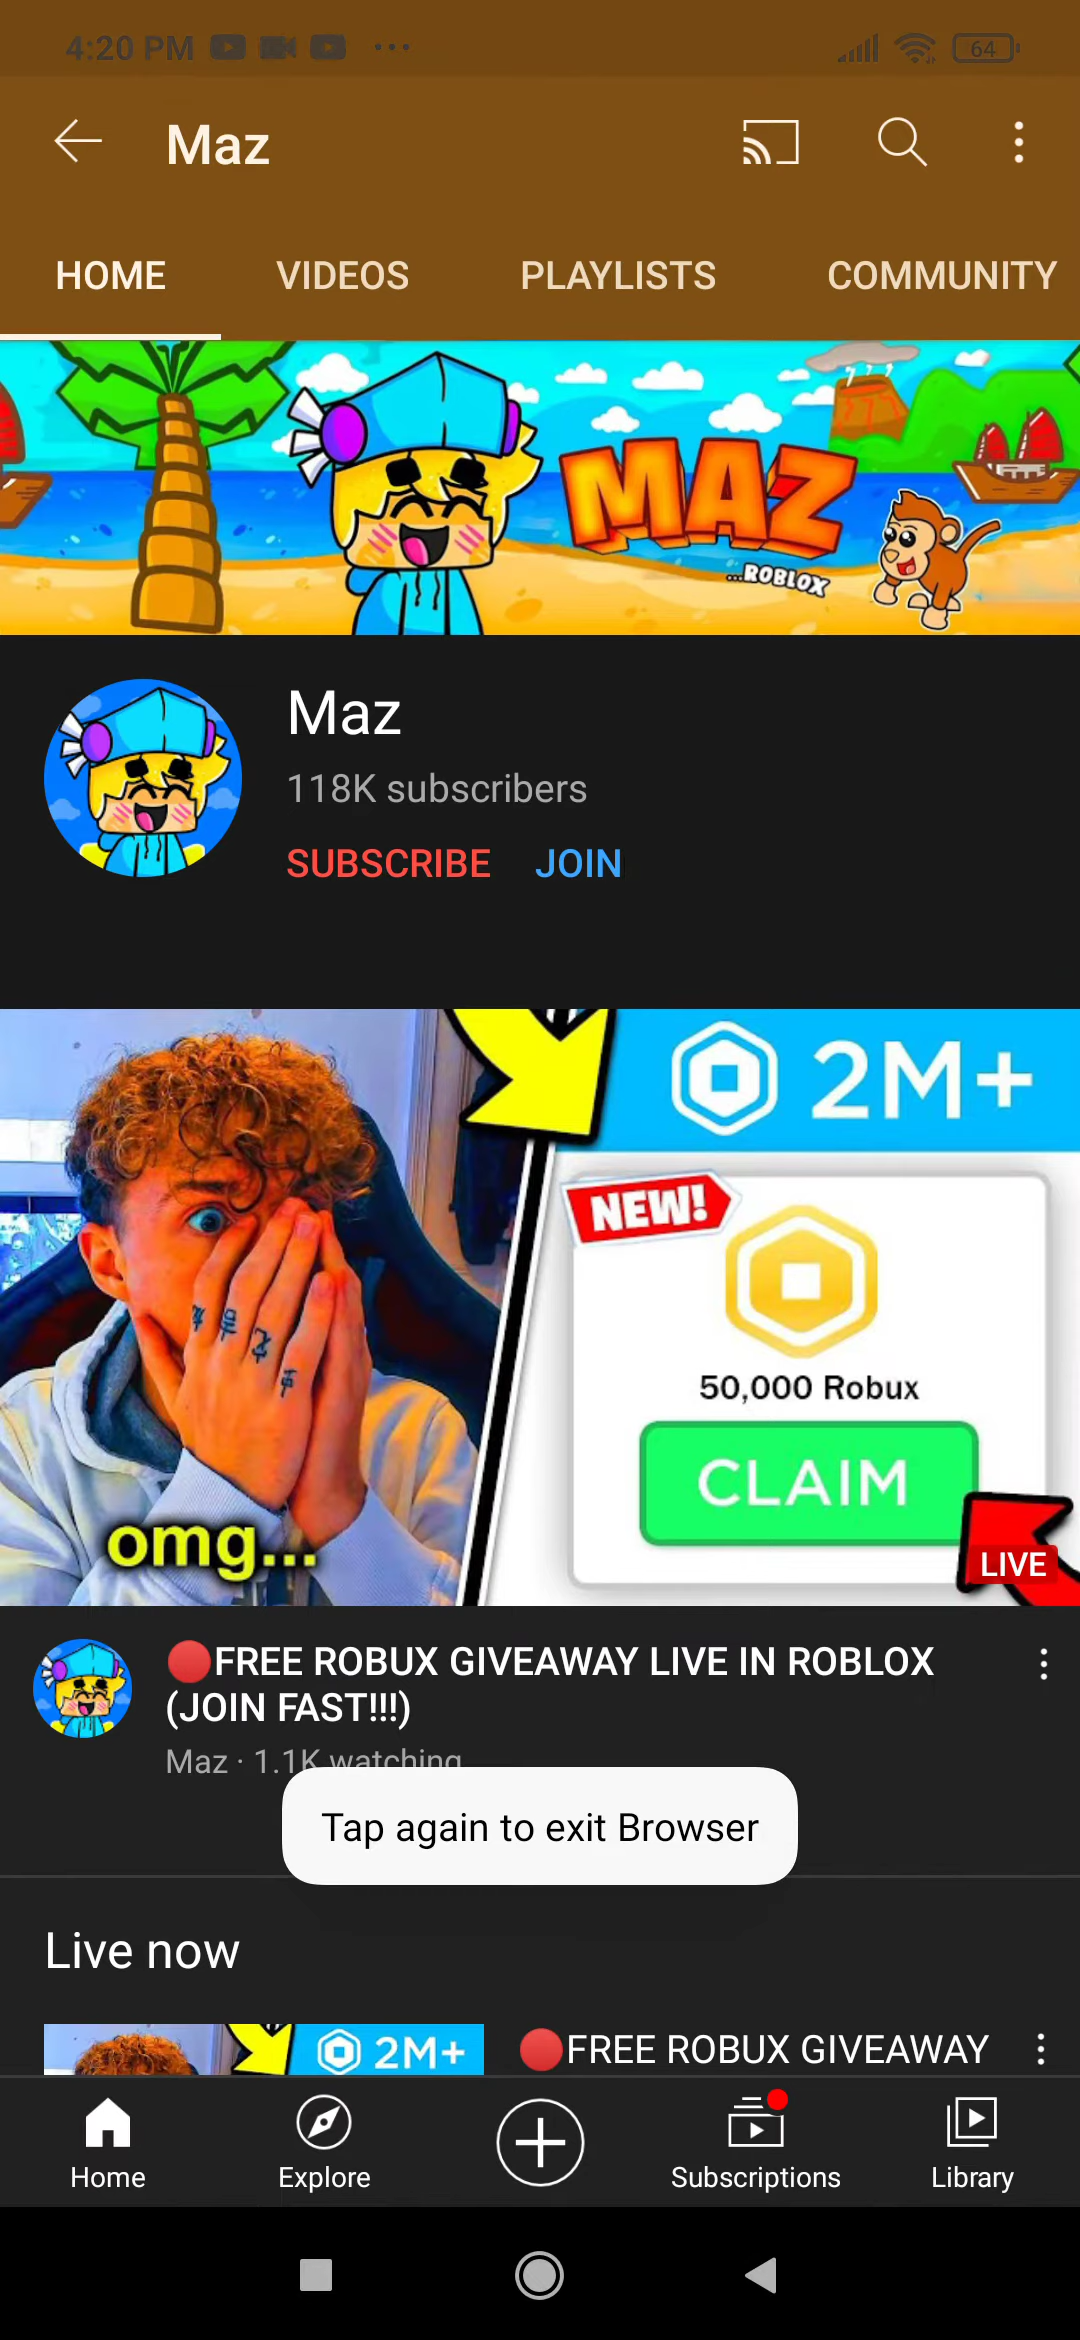 4:20 PM
64
Maz
HOME VIDEOS PLAYLISTS COMMUNITY
MAZ
...ROBLOX
Maz
118K subscribers
SUBSCRIBE JOIN
2M+
NEW!
50,000 Robux
CLAIM
omg...
LIVE
🔴FREE ROBUX GIVEAWAY LIVE IN ROBLOX
(JOIN FAST!!!)
Maz · 1.1K watching
Tap again to exit Browser
Live now
2M+
🔴FREE ROBUX GIVEAWAY
Home Explore Subscriptions Library